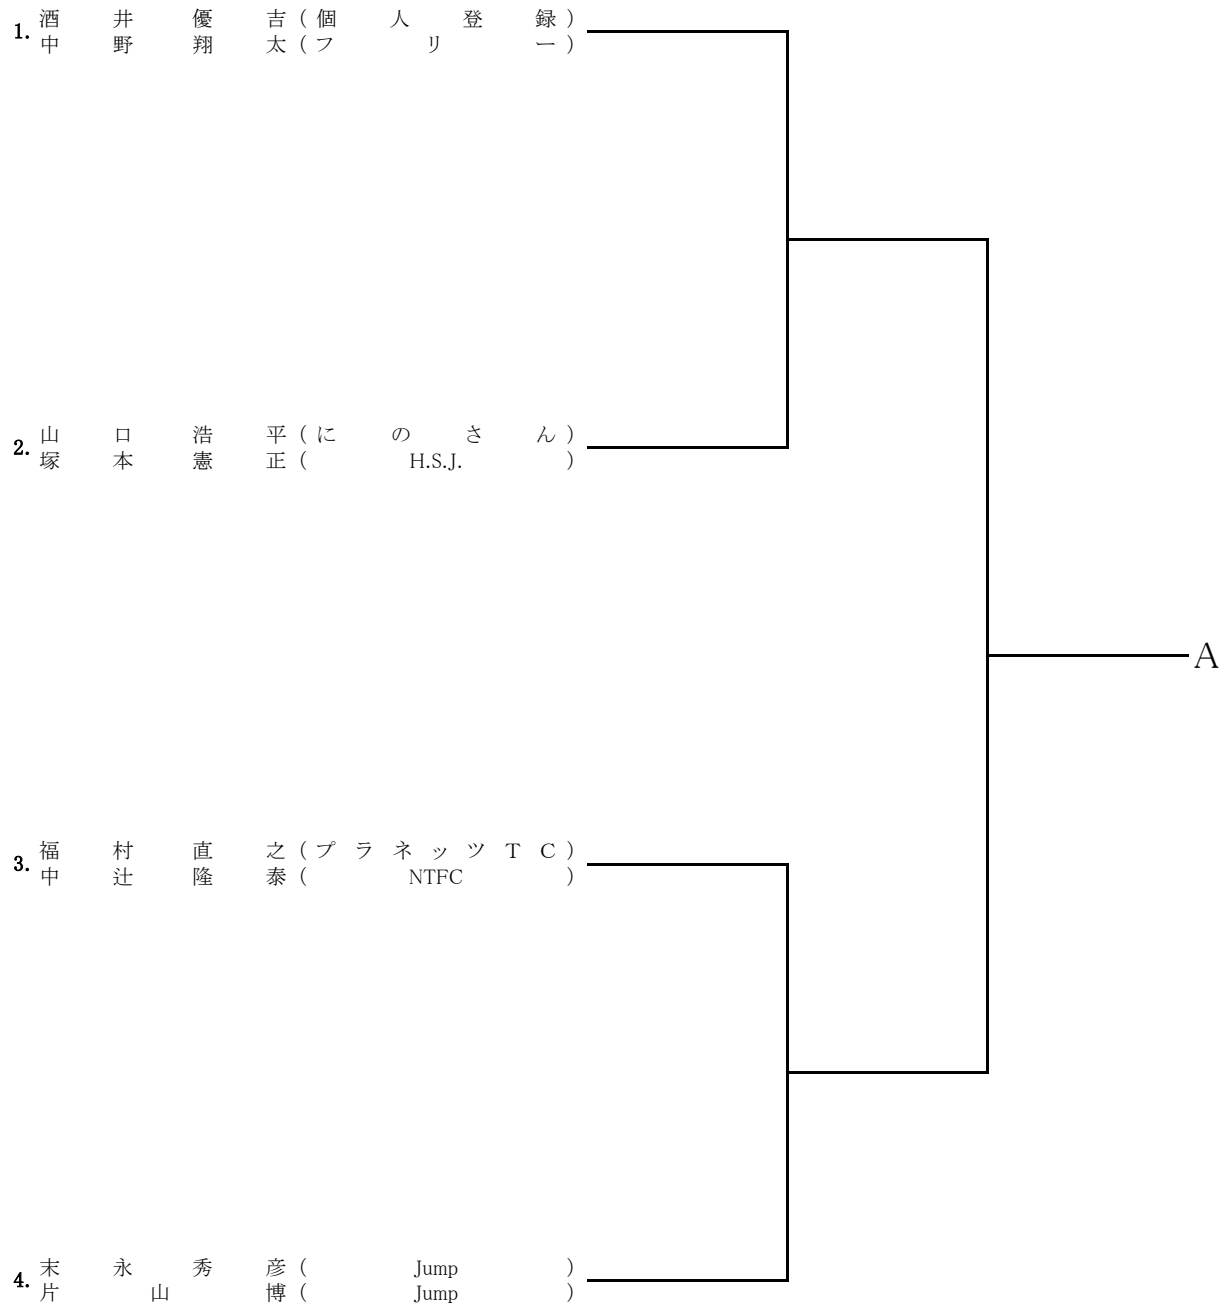 1. 酒井優吉(個人登録)
中野翔太(フリー)
2. 山口浩平(にのさん)
塚本憲正(H.S.J.)
A
3. 福村直之(プラネッツTC)
中辻隆泰(NTFC)
4. 末永秀彦(Jump)
片山博(Jump)